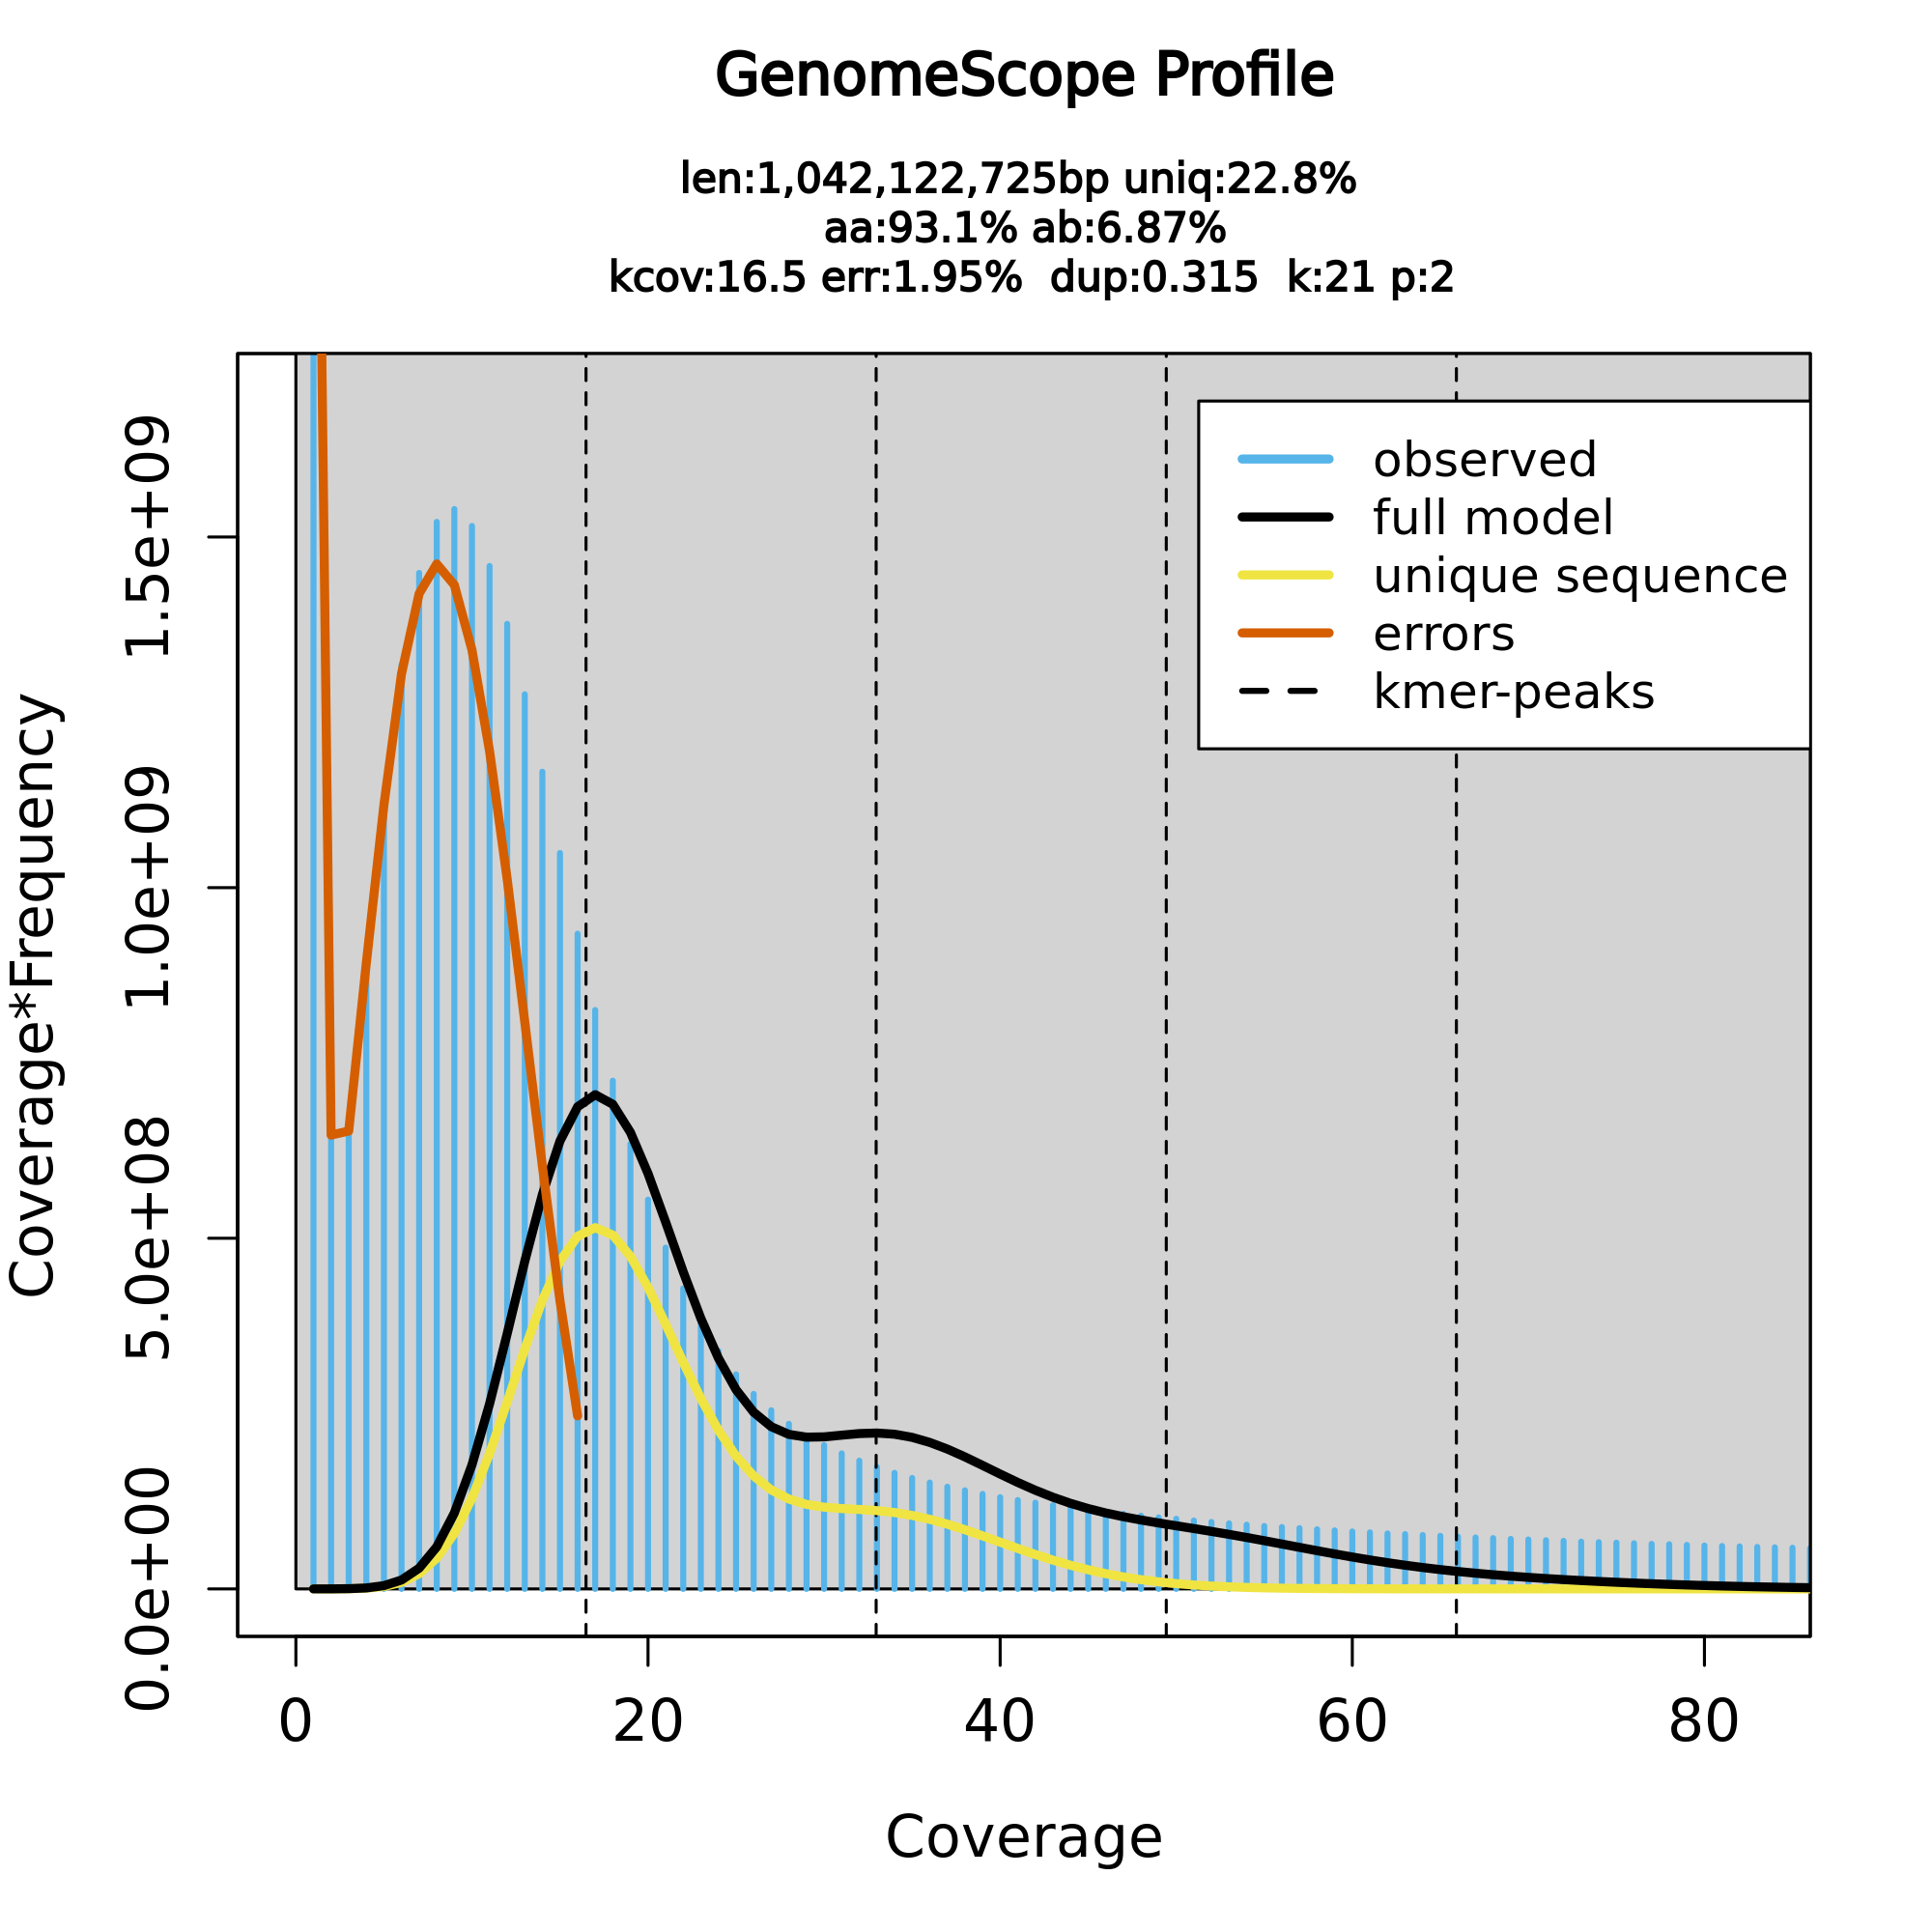 GenomeScope Profile
len:1,042,122,725bp uniq:22.8%
aa:93.1% ab:6.87%
kcov:16.5 err:1.95% dup:0.315 k:21 p:2
observed
full model
unique sequence
errors
kmer-peaks
Coverage*Frequency
1.5e+09
1.0e+09
5.0e+08
0.0e+00
0 20 40 60 80
Coverage